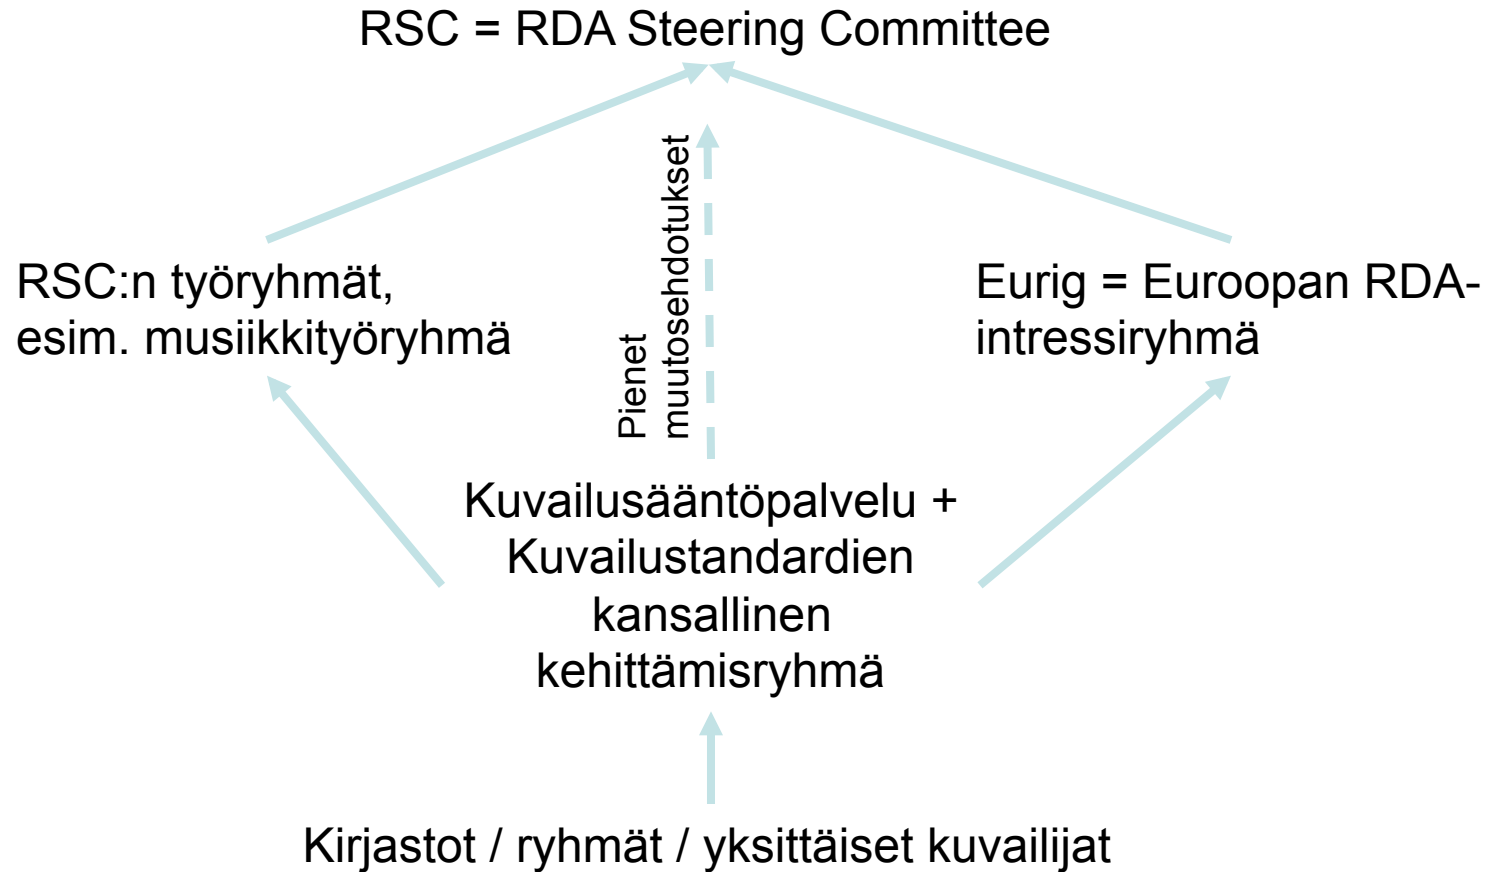 RSC = RDA Steering Committee
Pienet
muutosehdotukset
RSC:n työryhmät,
esim. musiikkityöryhmä
Eurig = Euroopan RDA-
intressiryhmä
Kuvailusääntöpalvelu +
Kuvailustandardien
kansallinen
kehittämisryhmä
Kirjastot / ryhmät / yksittäiset kuvailijat